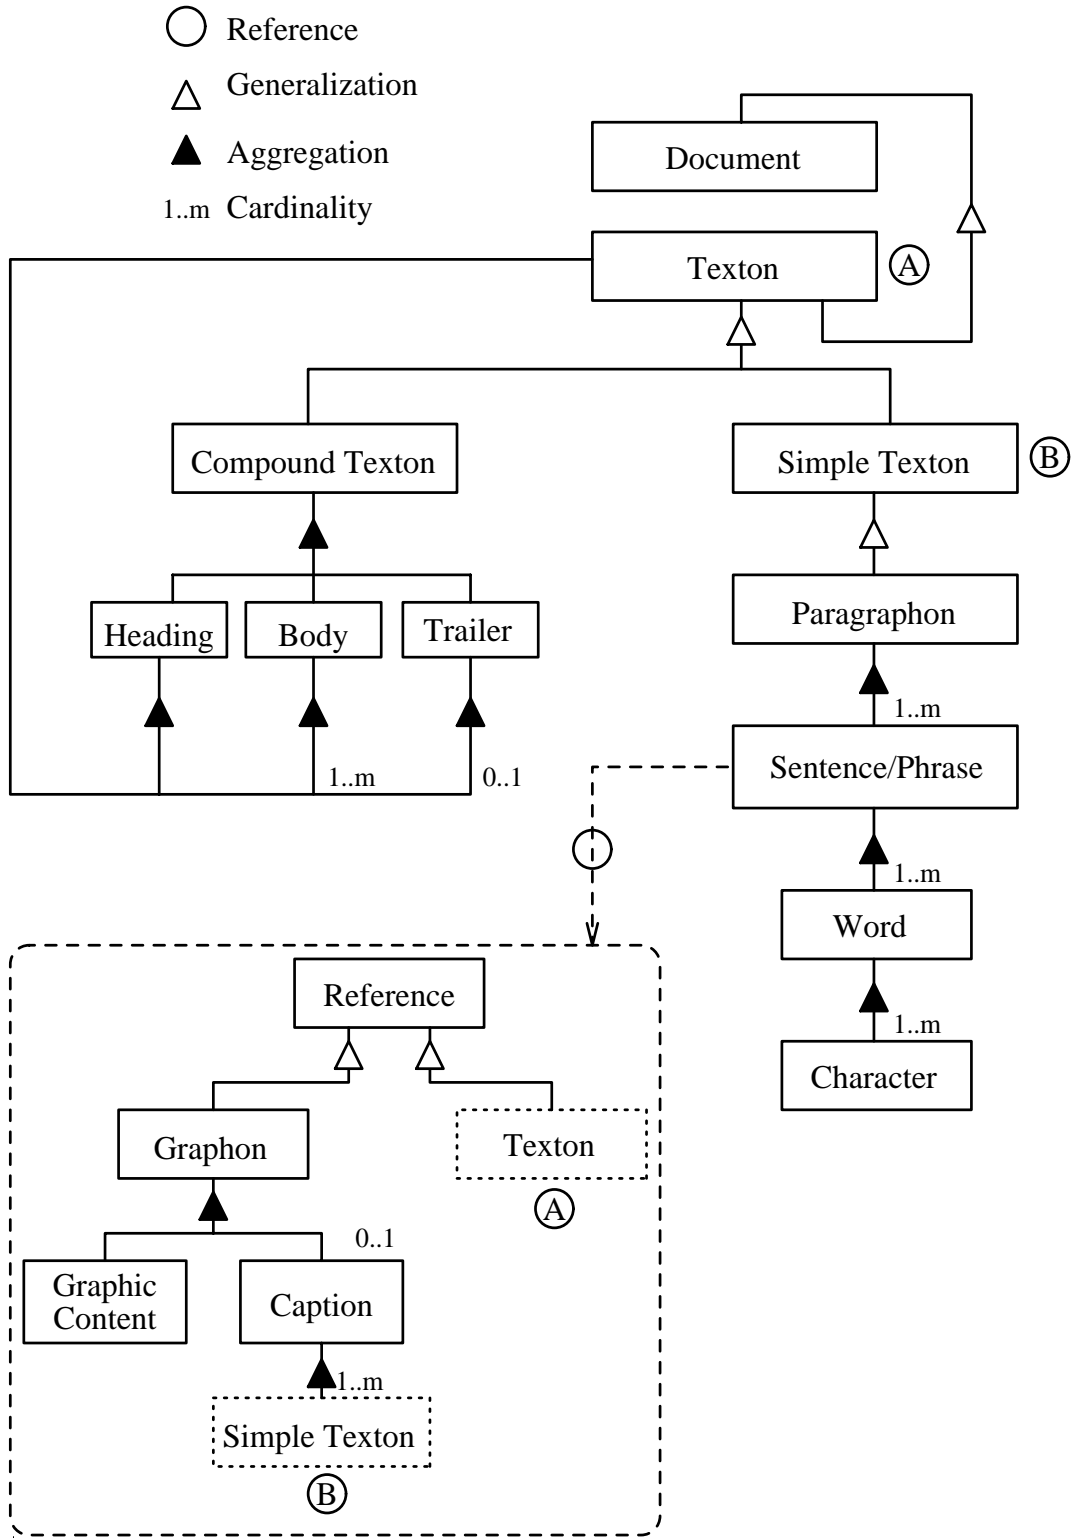 Reference
Generalization
Aggregation
1..m Cardinality
Document
Texton
A
Compound Texton
Simple Texton
B
Heading
Body
Trailer
Paragraphon
1..m
Sentence/Phrase
1..m
0..1
1..m
Word
1..m
Character
Reference
Graphon
Texton
A
0..1
Graphic
Content
Caption
1..m
Simple Texton
B